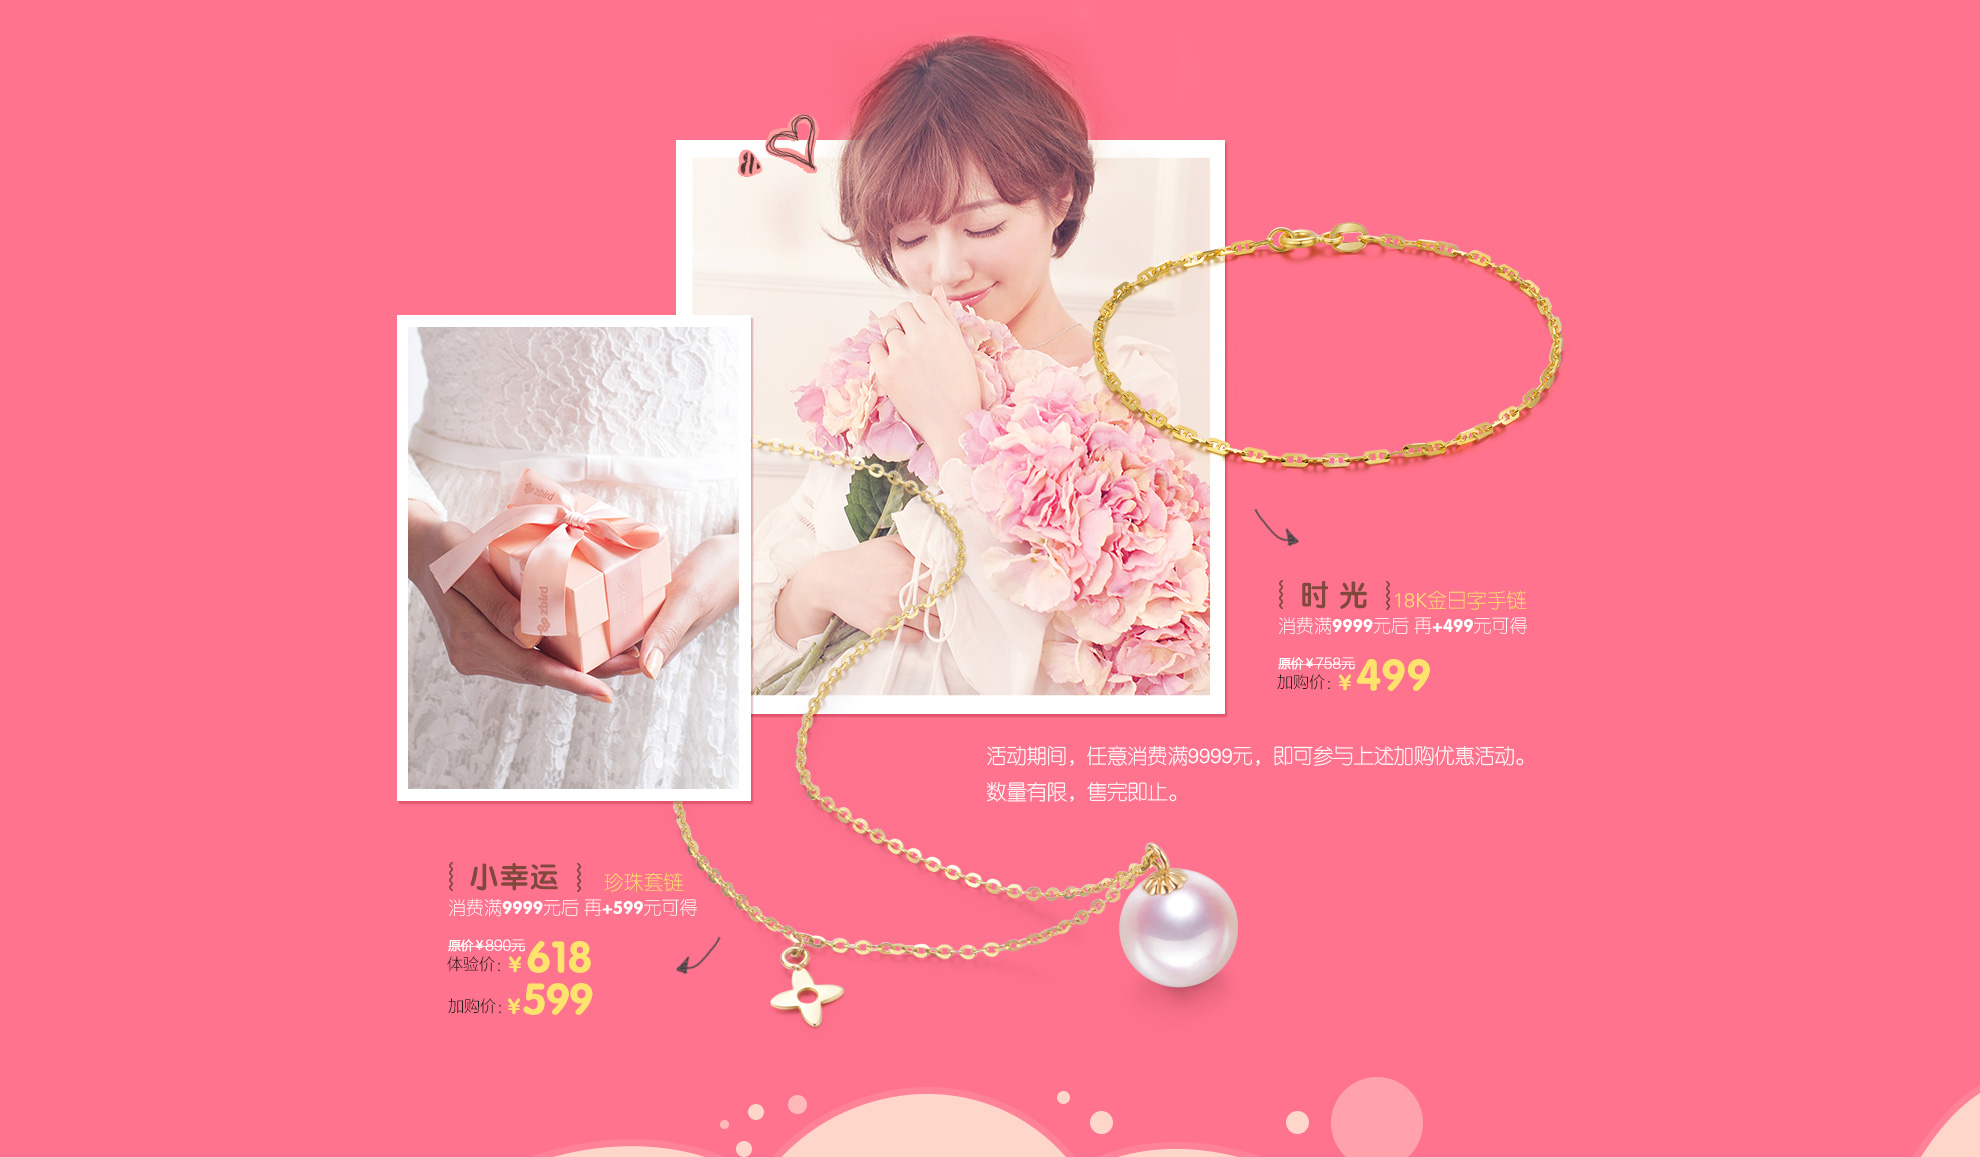 zbird
zbird
时光 18K金日字手链
消费满9999元后 再+499元可得
原价¥758元
加购价：¥499
活动期间，任意消费满9999元，即可参与上述加购优惠活动。
数量有限，售完即止。
小幸运 珍珠套链
消费满9999元后 再+599元可得
原价¥890元
体验价：¥618
加购价：¥599